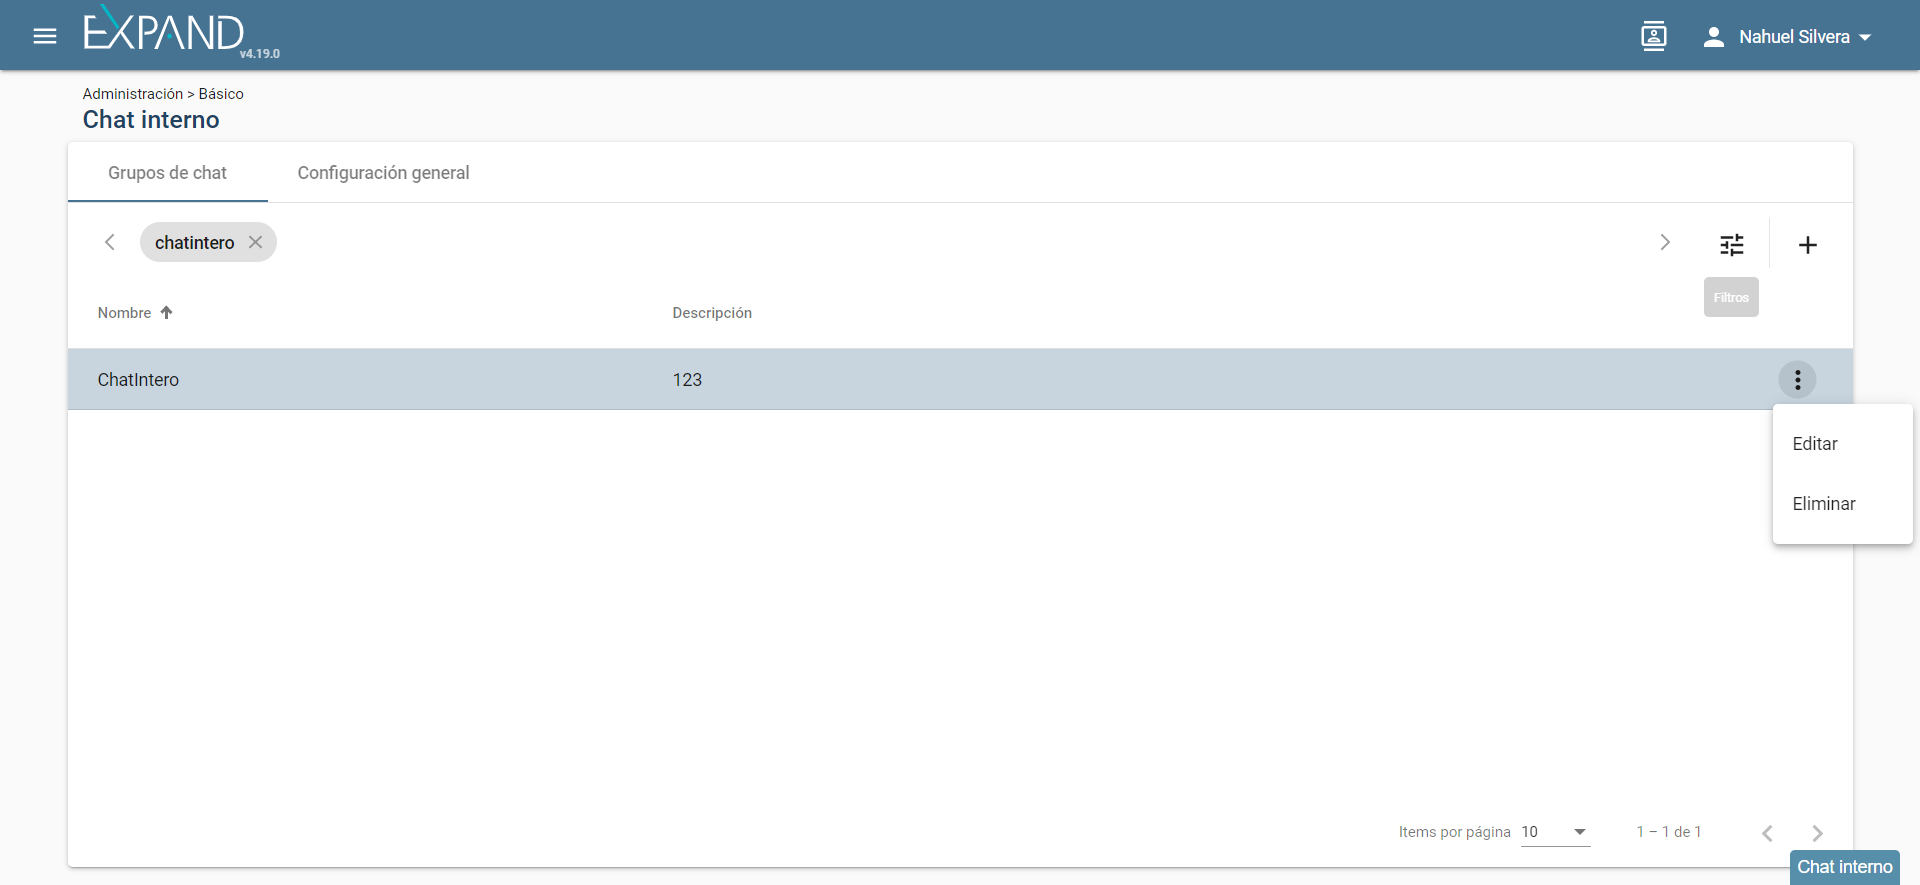 EXPAND
v4.19.0
Nahuel Silvera
Administración > Básico
Chat interno
Grupos de chat
Configuración general
chatintero
Filtros
Nombre
Descripción
ChatIntero
123
Editar
Eliminar
Items por página 10
1 – 1 de 1
Chat interno